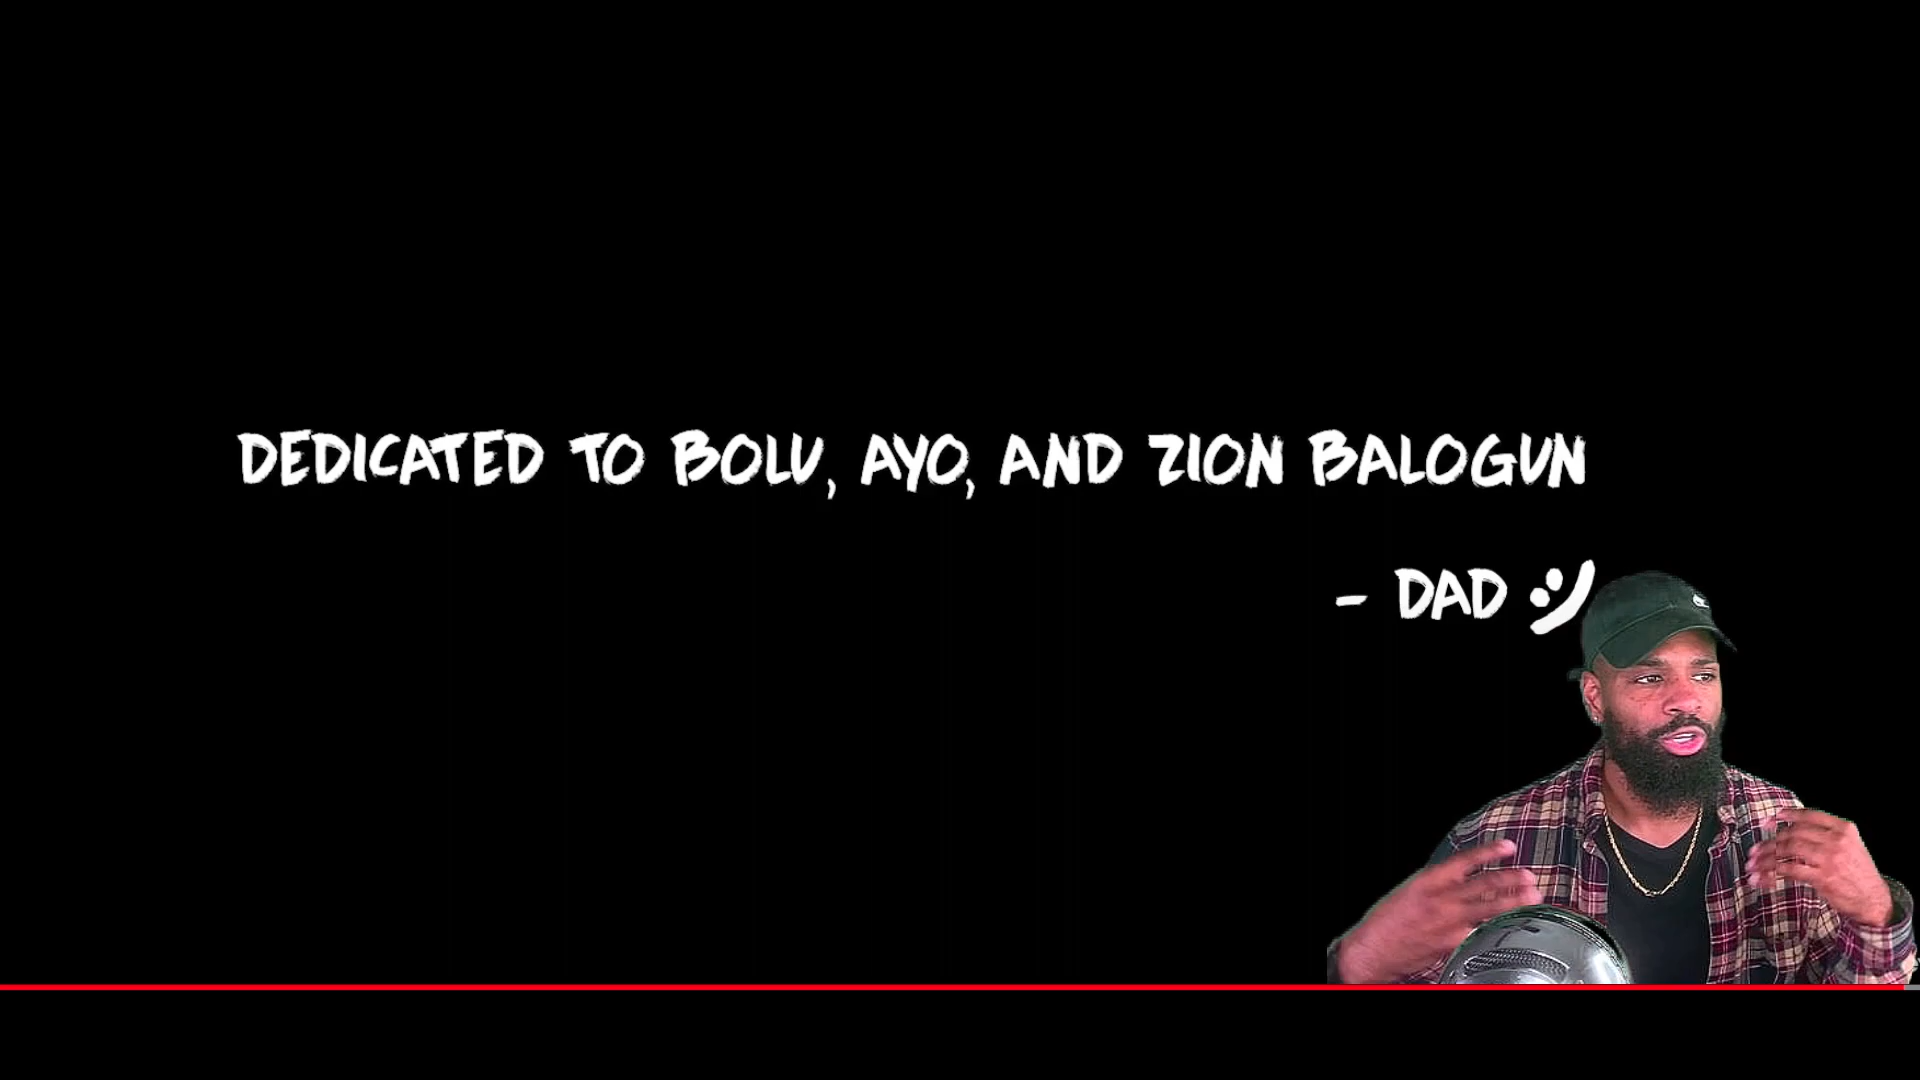 DEDICATED TO BOLU, AYO, AND ZION BALOGUN
- DAD :)